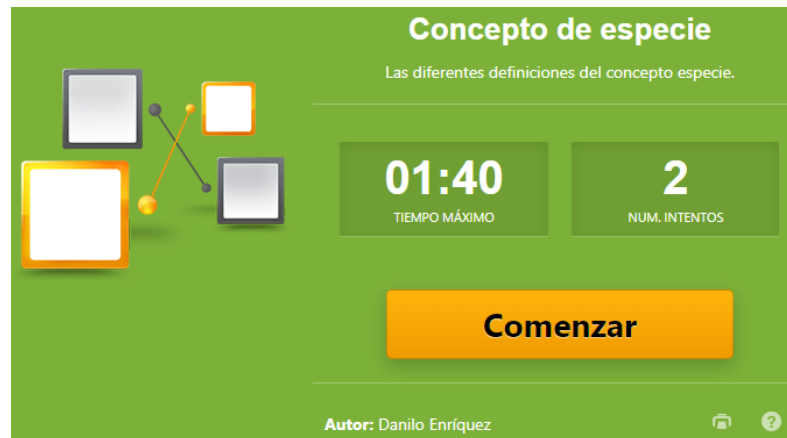 Concepto de especie
Las diferentes definiciones del concepto especie.
01:40
TIEMPO MÁXIMO
2
NUM. INTENTOS
Comenzar
Autor: Danilo Enríquez
?